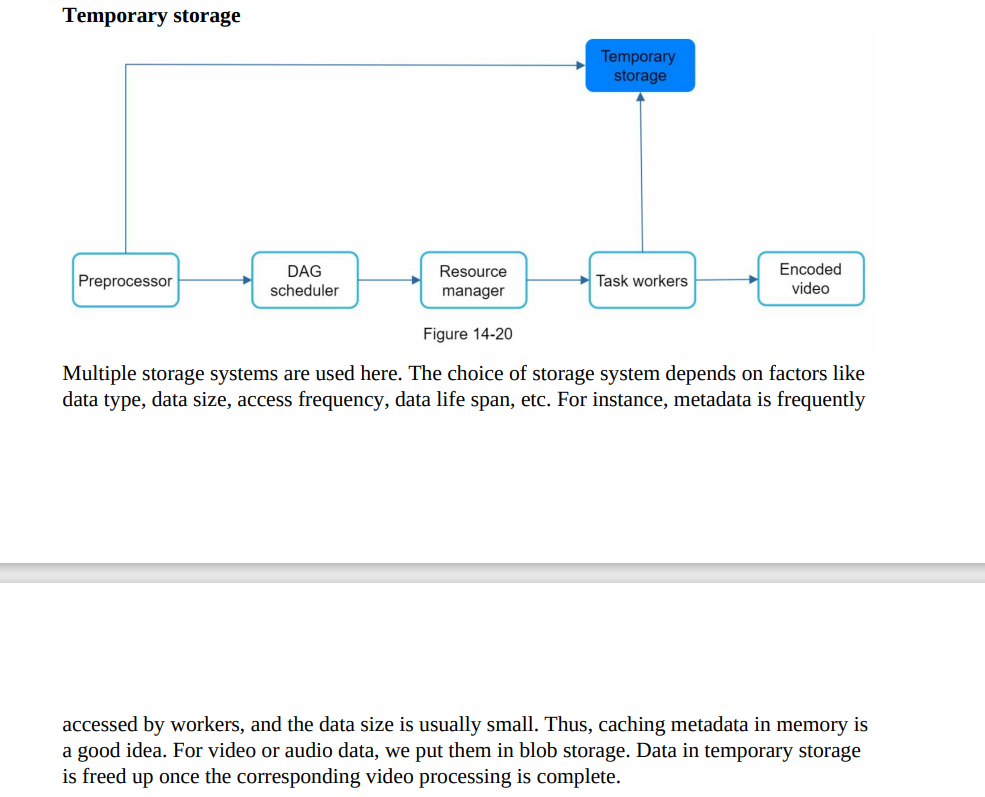 Temporary storage
Temporary
storage
Preprocessor
DAG
scheduler
Resource
manager
Task workers
Encoded
video
Figure 14-20
Multiple storage systems are used here. The choice of storage system depends on factors like
data type, data size, access frequency, data life span, etc. For instance, metadata is frequently
accessed by workers, and the data size is usually small. Thus, caching metadata in memory is
a good idea. For video or audio data, we put them in blob storage. Data in temporary storage
is freed up once the corresponding video processing is complete.